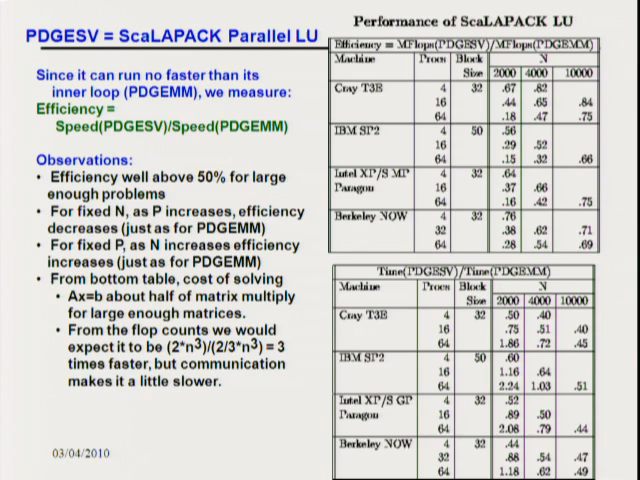 PDGESV = ScaLAPACK Parallel LU
Since it can run no faster than its
inner loop (PDGEMM), we measure:
Efficiency =
Speed(PDGESV)/Speed(PDGEMM)
Observations:
• Efficiency well above 50% for large
enough problems
• For fixed N, as P increases, efficiency
decreases (just as for PDGEMM)
• For fixed P, as N increases efficiency
increases (just as for PDGEMM)
• From bottom table, cost of solving
• Ax=b about half of matrix multiply
for large enough matrices.
• From the flop counts we would
expect it to be (2*n3)/(2/3*n3) = 3
times faster, but communication
makes it a little slower.
03/04/2010
Performance of ScaLAPACK LU
Efficiency = MFlops(PDGESV)/MFlops(PDGEMM)
Machine Procs Block N
Size 2000 4000 10000
Cray T3E 4 32 .67 .82
16 .44 .65 .84
64 .18 .47 .75
IBM SP2 4 50 .56
16 .29 .52
64 .15 .32 .66
Intel XP/S MP 4 32 .64
Paragon 16 .37 .66
64 .16 .42 .75
Berkeley NOW 4 32 .76
32 .38 .62 .71
64 .28 .54 .69
Time(PDGESV)/Time(PDGEMM)
Machine Procs Block N
Size 2000 4000 10000
Cray T3E 4 32 .50 .40
16 .75 .51 .40
64 1.86 .72 .45
IBM SP2 4 50 .60
16 1.16 .64
64 2.24 1.03 .51
Intel XP/S GP 4 32 .52
Paragon 16 .89 .50
64 2.08 .79 .44
Berkeley NOW 4 32 .44
32 .88 .54 .47
64 1.18 .62 .49